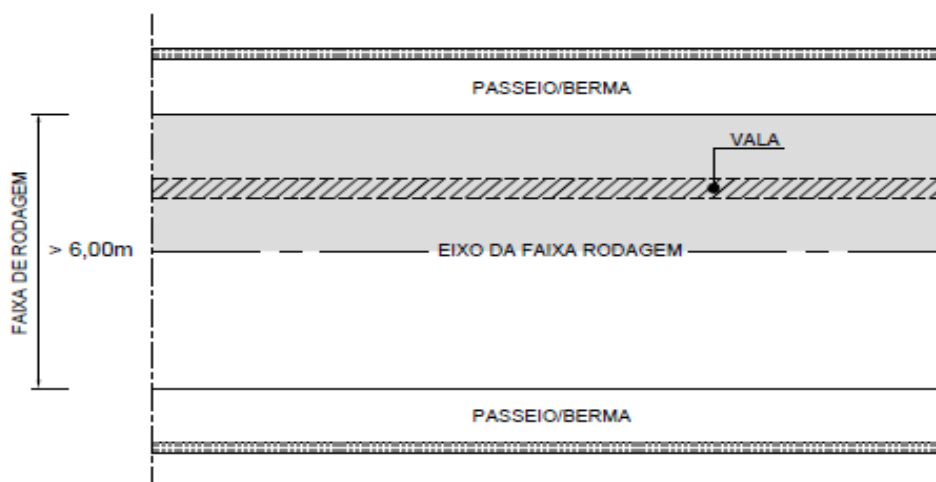 PASSEIO/BERMA
VALA
FAIXA DE RODAGEM
> 6,00m
EIXO DA FAIXA RODAGEM
PASSEIO/BERMA